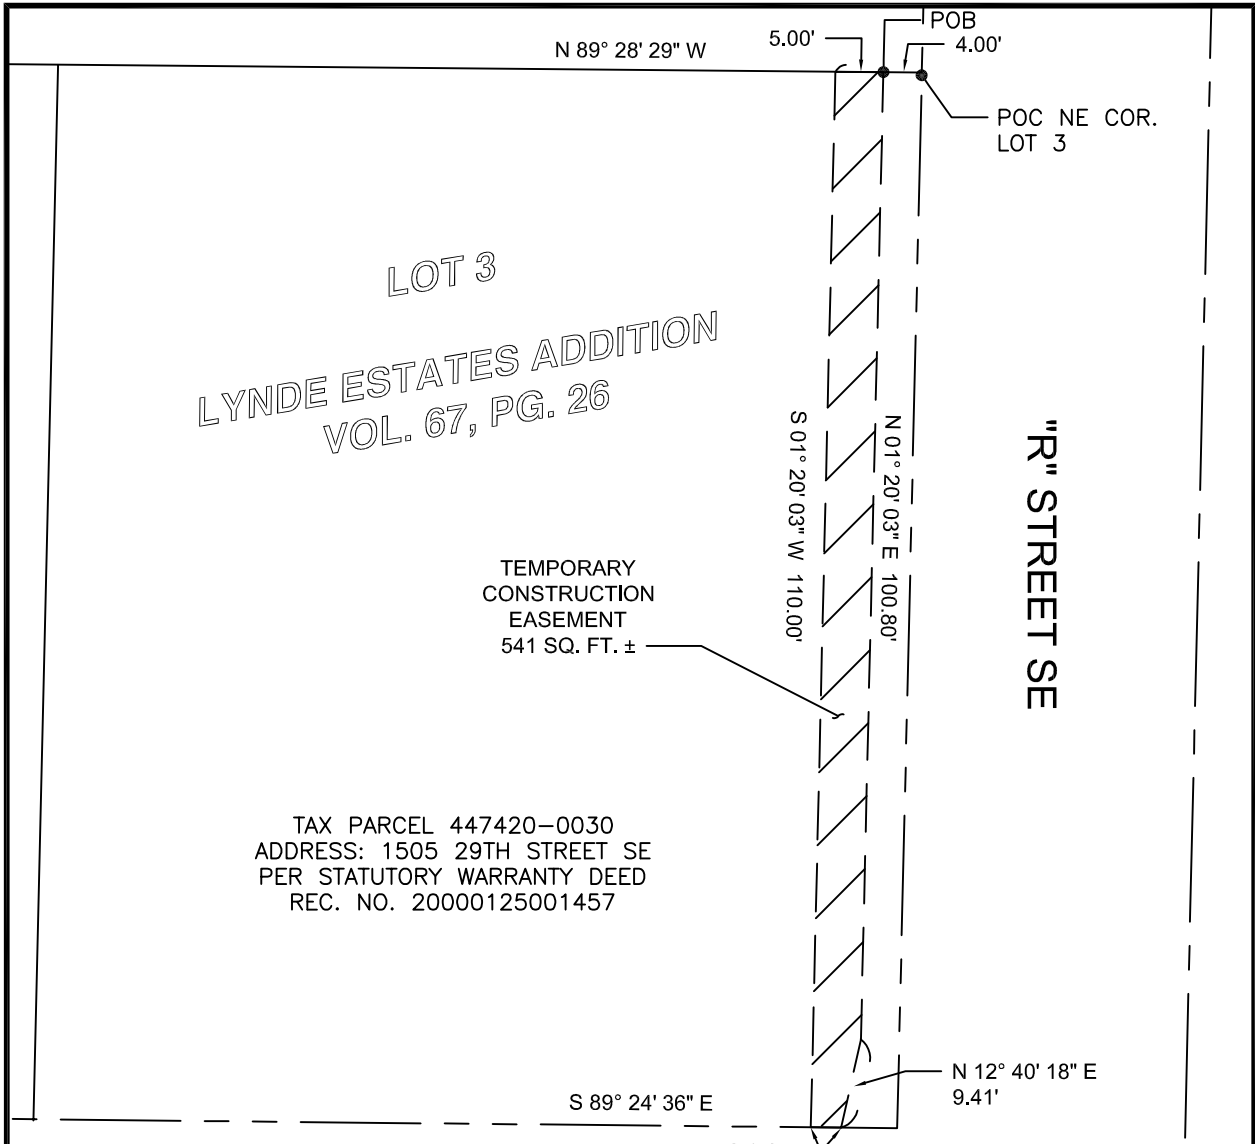 POB
5.00'
4.00'
N 89° 28' 29" W
POC NE COR.
LOT 3
LOT 3
LYNDE ESTATES ADDITION
VOL. 67, PG. 26
S 01° 20' 03" W 110.00'
N 01° 20' 03" E 100.80'
"R" STREET SE
TEMPORARY
CONSTRUCTION
EASEMENT
541 SQ. FT. ±
TAX PARCEL 447420-0030
ADDRESS: 1505 29TH STREET SE
PER STATUTORY WARRANTY DEED
REC. NO. 20000125001457
N 12° 40' 18" E
9.41'
S 89° 24' 36" E